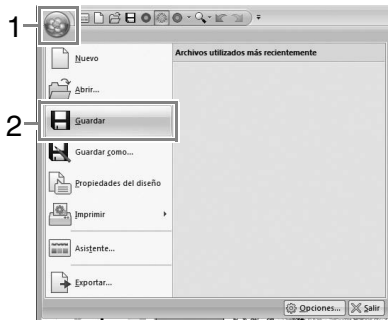 1
Nuevo
Archivos utilizados más recientemente
Abrir...
2
Guardar
Guardar como...
Propiedades del diseño
Imprimir
Asistente...
Exportar...
Opciones...
Salir